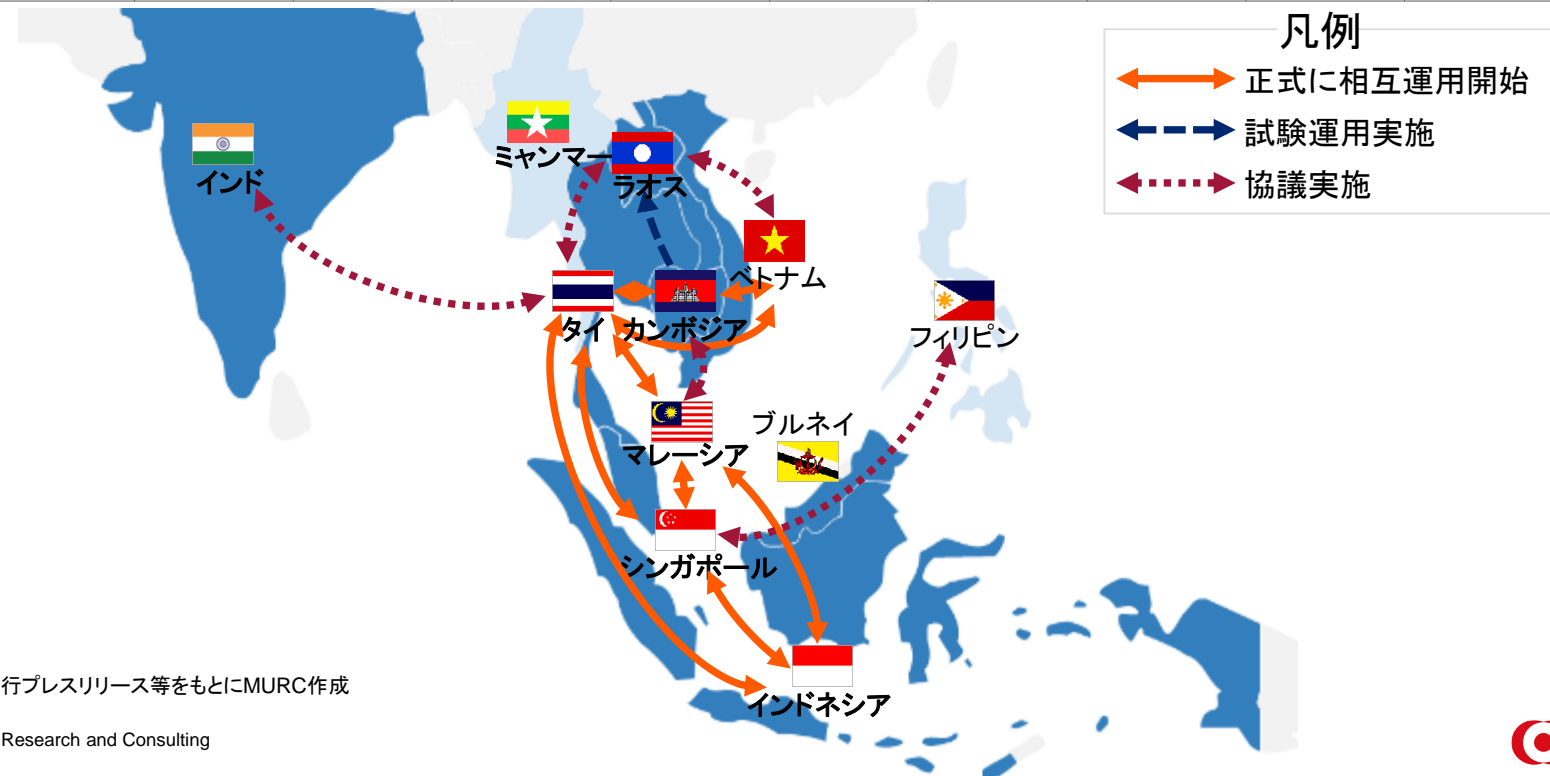 凡例
正式に相互運用開始
試験運用実施
協議実施
インド
ミャンマー
ラオス
ベトナム
タイ
カンボジア
フィリピン
マレーシア
ブルネイ
シンガポール
インドネシア
行プレスリリース等をもとにMURC作成
Research and Consulting